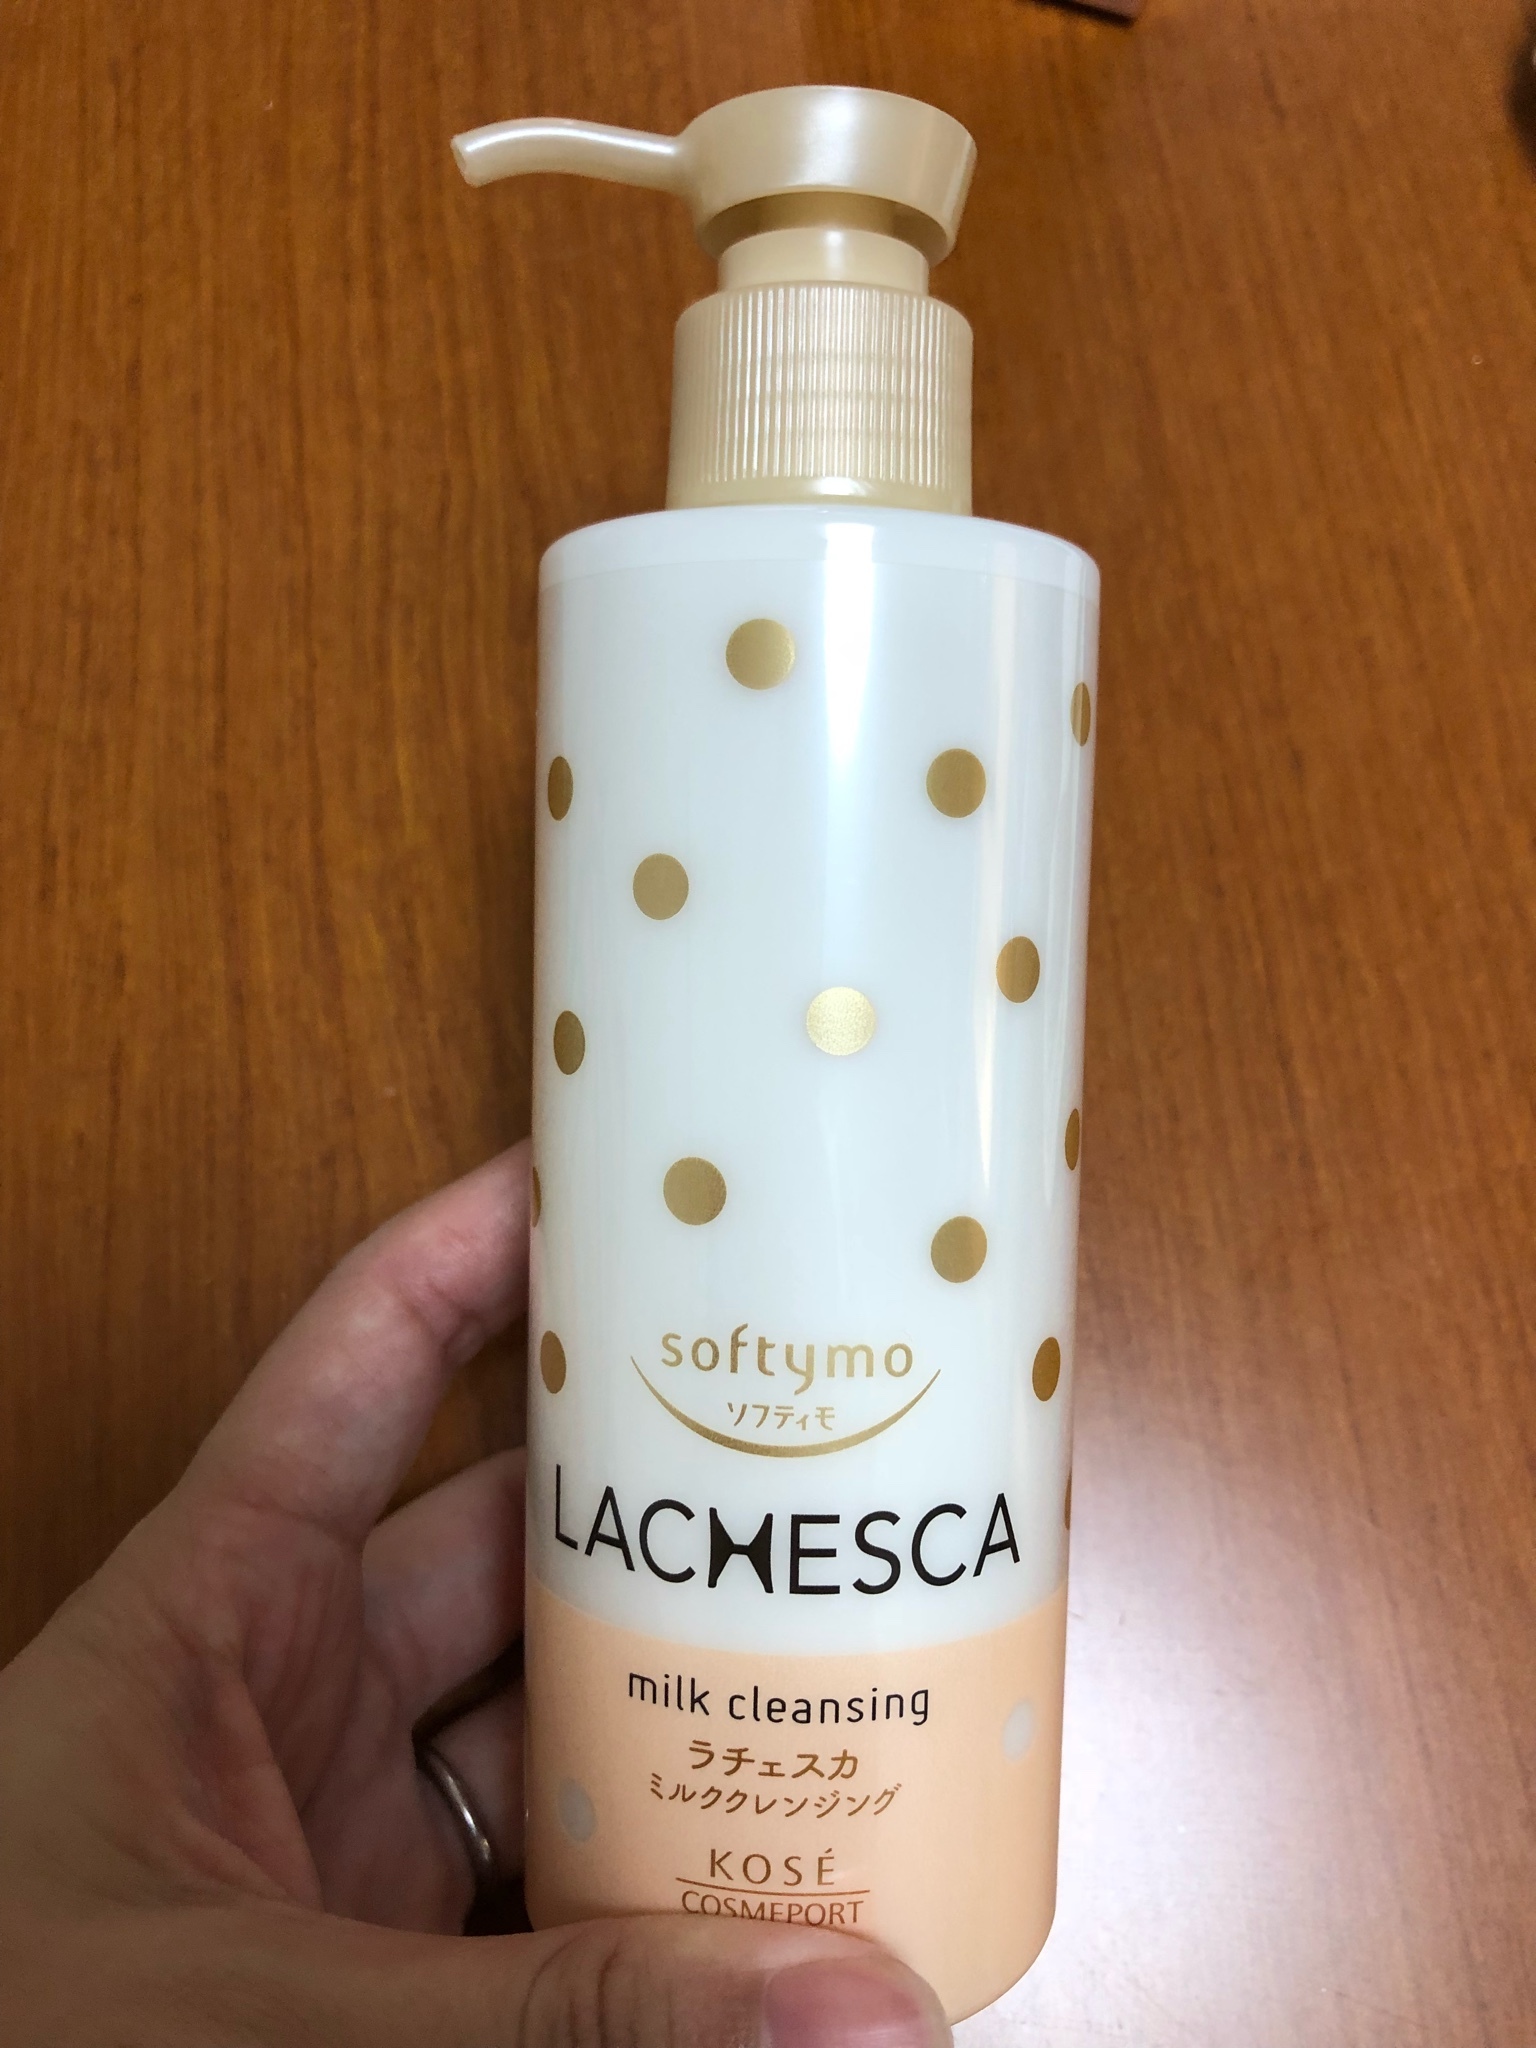 softymo
ソフティモ
LACHESCA
milk cleansing
ラチェスカ
ミルククレンジング
KOSÉ
COSMEPORT